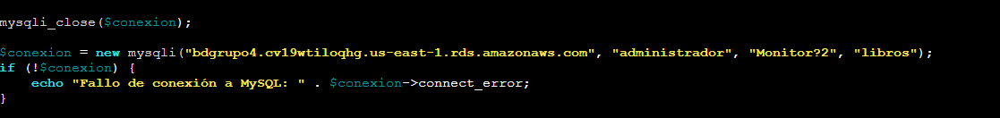 mysqli_close($conexion);
$conexion = new mysqli("bdgrupo4.cv19wtiloqhg.us-east-1.rds.amazonaws.com", "administrador", "Monitor?2", "libros");
if (!$conexion) {
    echo "Fallo de conexión a MySQL: " . $conexion->connect_error;
}